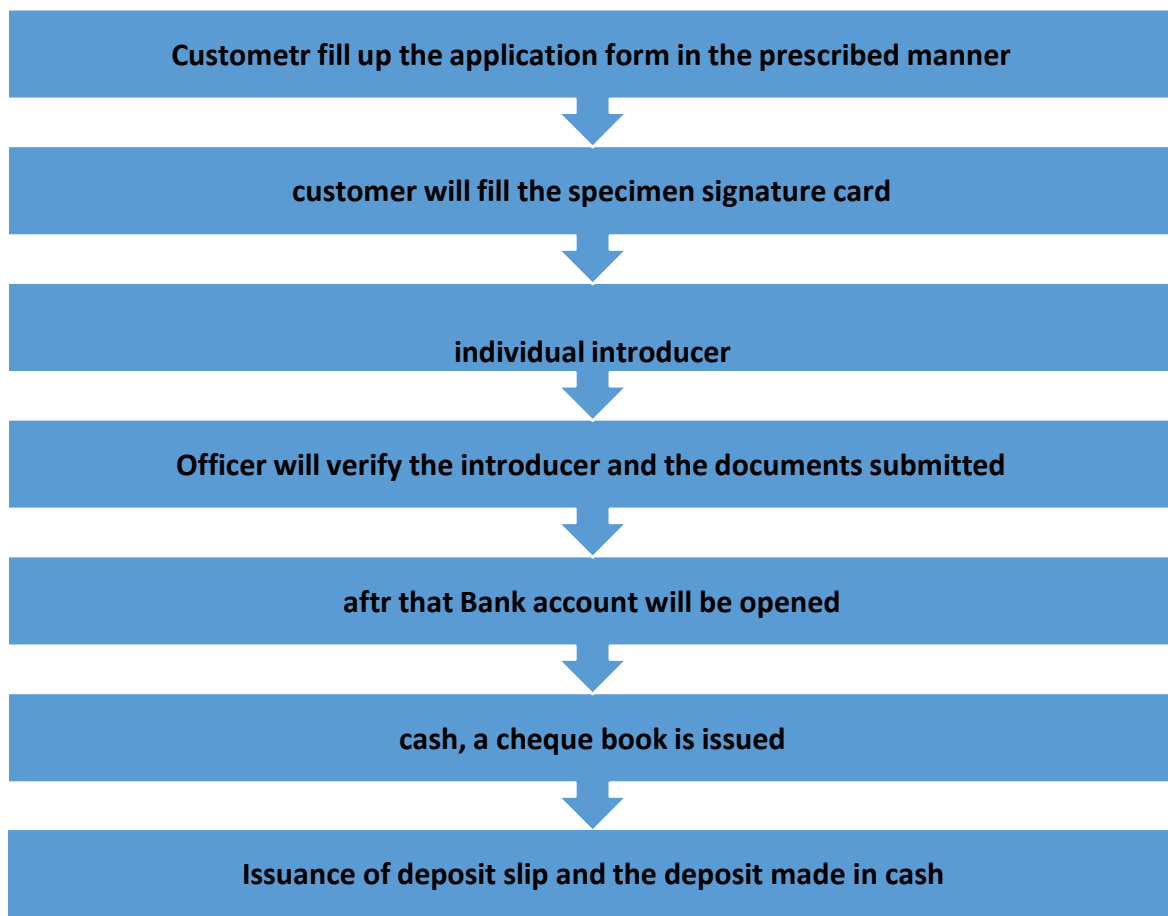 Custometr fill up the application form in the prescribed manner
customer will fill the specimen signature card
individual introducer
Officer will verify the introducer and the documents submitted
aftr that Bank account will be opened
cash, a cheque book is issued
Issuance of deposit slip and the deposit made in cash